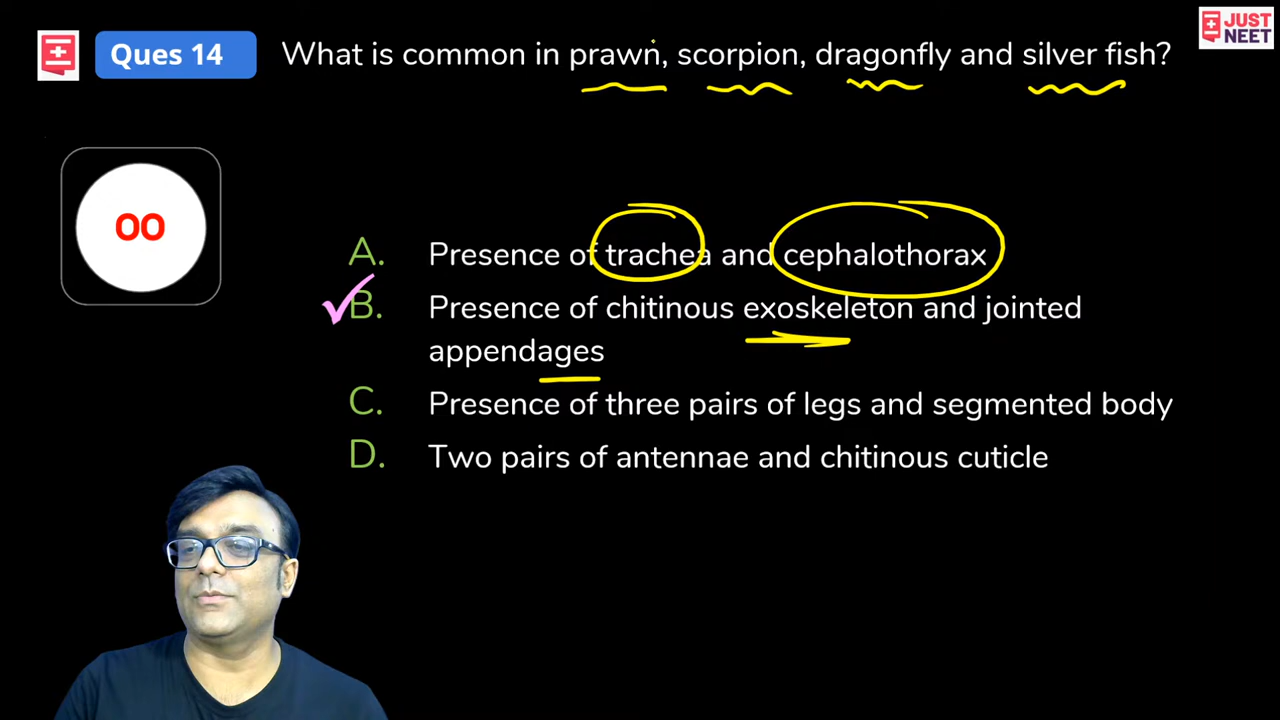 Ques 14 What is common in prawn, scorpion, dragonfly and silver fish?
JUST
NEET
00
A. Presence of trachea and cephalothorax
B. Presence of chitinous exoskeleton and jointed
appendages
C. Presence of three pairs of legs and segmented body
D. Two pairs of antennae and chitinous cuticle